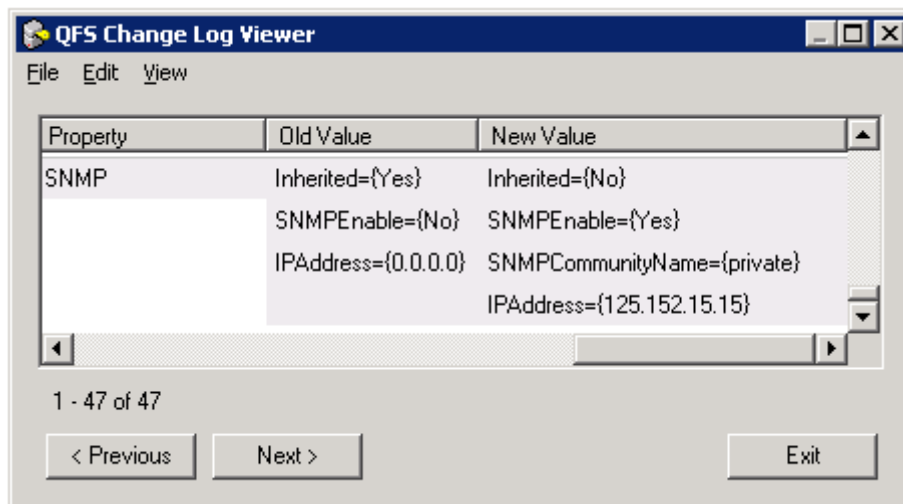 QFS Change Log Viewer
File Edit View
Property Old Value New Value
SNMP Inherited={Yes} Inherited={No}
SNMPEnable={No} SNMPEnable={Yes}
IPAddress={0.0.0.0} SNMPCommunityName={private}
IPAddress={125.152.15.15}
1 - 47 of 47
< Previous Next > Exit